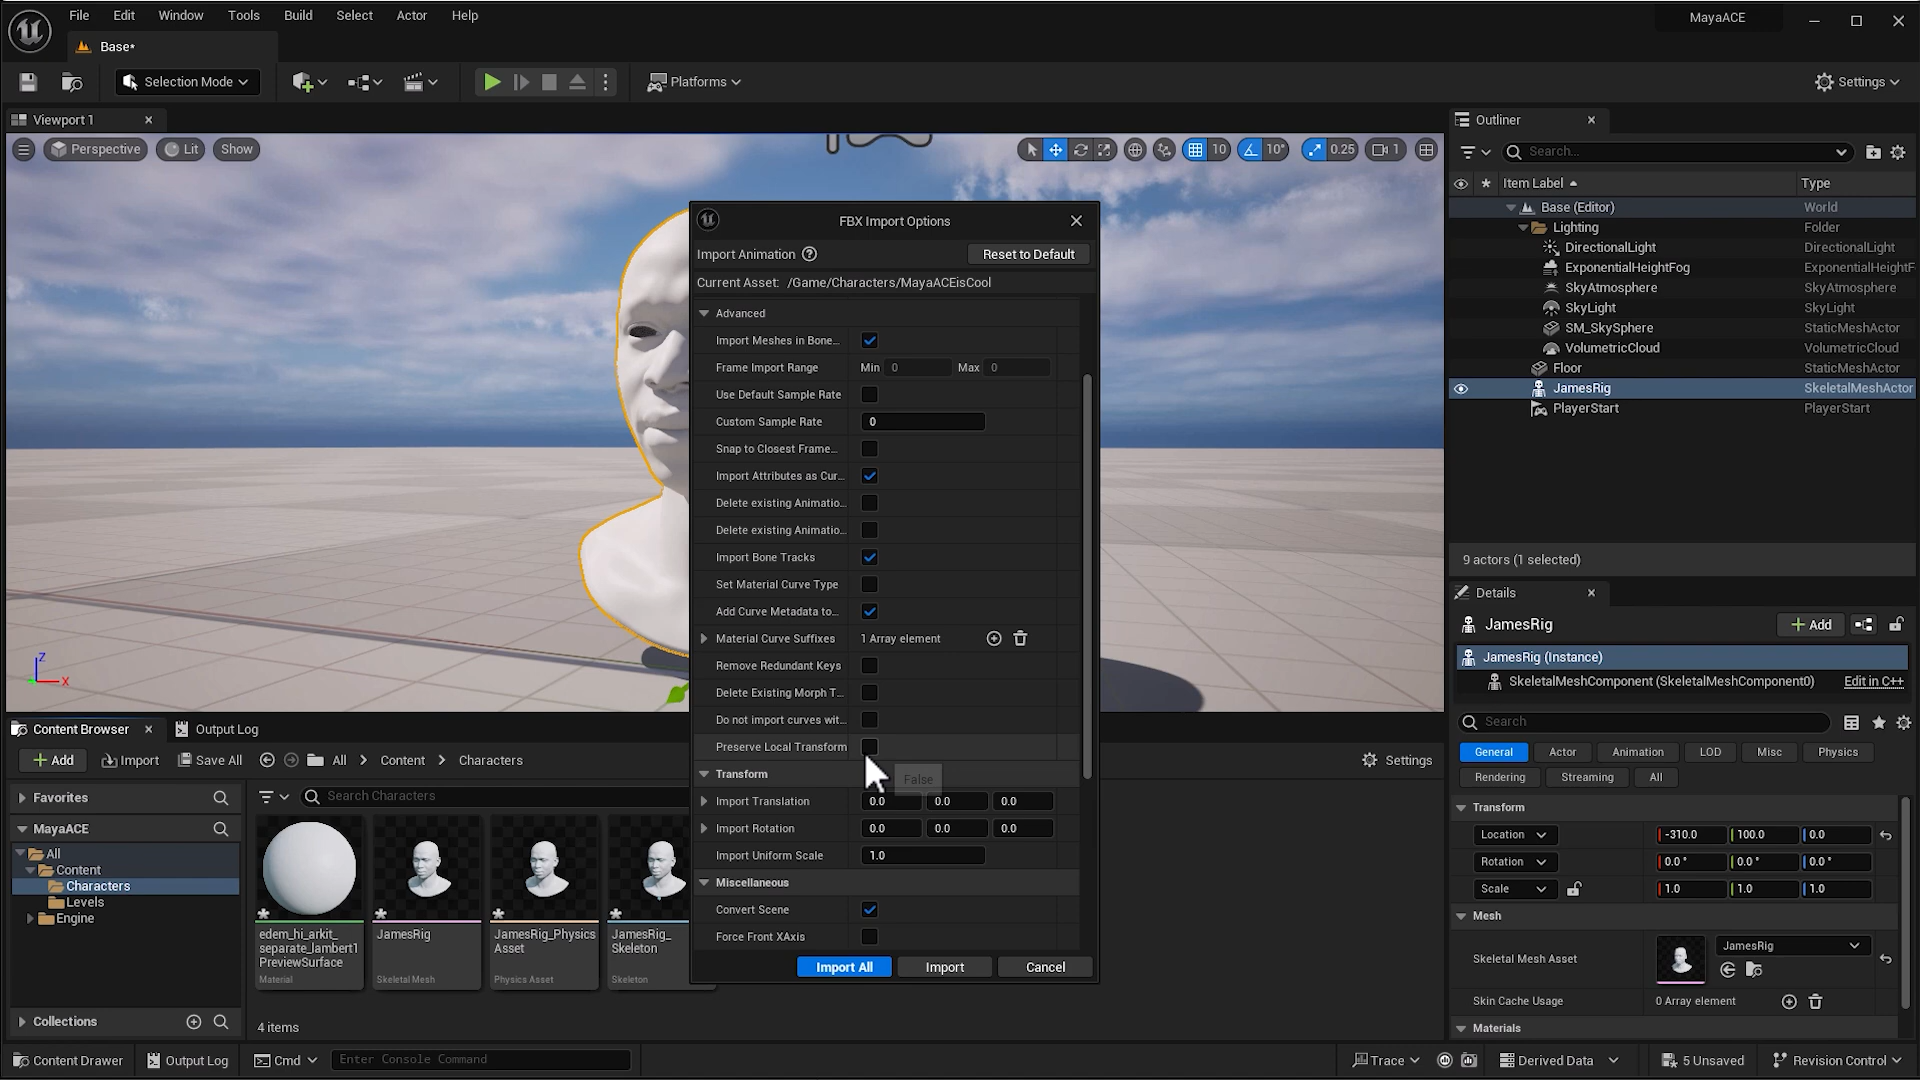 File Edit Window Tools Build Select Actor Help
MayaACE
Base*
Selection Mode
Platforms
Settings
Viewport 1
Perspective Lit Show
10 10° 0.25 1
FBX Import Options
Import Animation
Reset to Default
Current Asset: /Game/Characters/MayaACEisCool
Advanced
Import Meshes in Bone...
Frame Import Range Min 0 Max 0
Use Default Sample Rate
Custom Sample Rate 0
Snap to Closest Frame...
Import Attributes as Cur...
Delete existing Animatio...
Delete existing Animatio...
Import Bone Tracks
Set Material Curve Type
Add Curve Metadata to...
Material Curve Suffixes 1 Array element
Remove Redundant Keys
Delete Existing Morph T...
Do not import curves wit...
Preserve Local Transform
False
Transform
Import Translation 0.0 0.0 0.0
Import Rotation 0.0 0.0 0.0
Import Uniform Scale 1.0
Miscellaneous
Convert Scene
Force Front XAxis
Import All Import Cancel
Z
X
Outliner
Search...
Item Label Type
Base (Editor) World
Lighting Folder
DirectionalLight DirectionalLight
ExponentialHeightFog ExponentialHeightF
SkyAtmosphere SkyAtmosphere
SkyLight SkyLight
SM_SkySphere StaticMeshActor
VolumetricCloud VolumetricCloud
Floor StaticMeshActor
JamesRig SkeletalMeshActor
PlayerStart PlayerStart
9 actors (1 selected)
Details
JamesRig
Add
JamesRig (Instance)
SkeletalMeshComponent (SkeletalMeshComponent0) Edit in C++
Search
General Actor Animation LOD Misc Physics
Rendering Streaming All
Transform
Location -310.0 100.0 0.0
Rotation 0.0° 0.0° 0.0°
Scale 1.0 1.0 1.0
Mesh
Skeletal Mesh Asset JamesRig
Skin Cache Usage 0 Array element
Materials
Content Browser Output Log
Add Import Save All All Content Characters
Settings
Favorites
MayaACE
All
Content
Characters
Levels
Engine
Collections
Search Characters
edem_hi_arkit_
separate_lambert1
PreviewSurface
Material
JamesRig
Skeletal Mesh
JamesRig_Physics
Asset
Physics Asset
JamesRig_
Skeleton
Skeleton
4 items
Content Drawer Output Log Cmd Enter Console Command
Trace Derived Data 5 Unsaved Revision Control